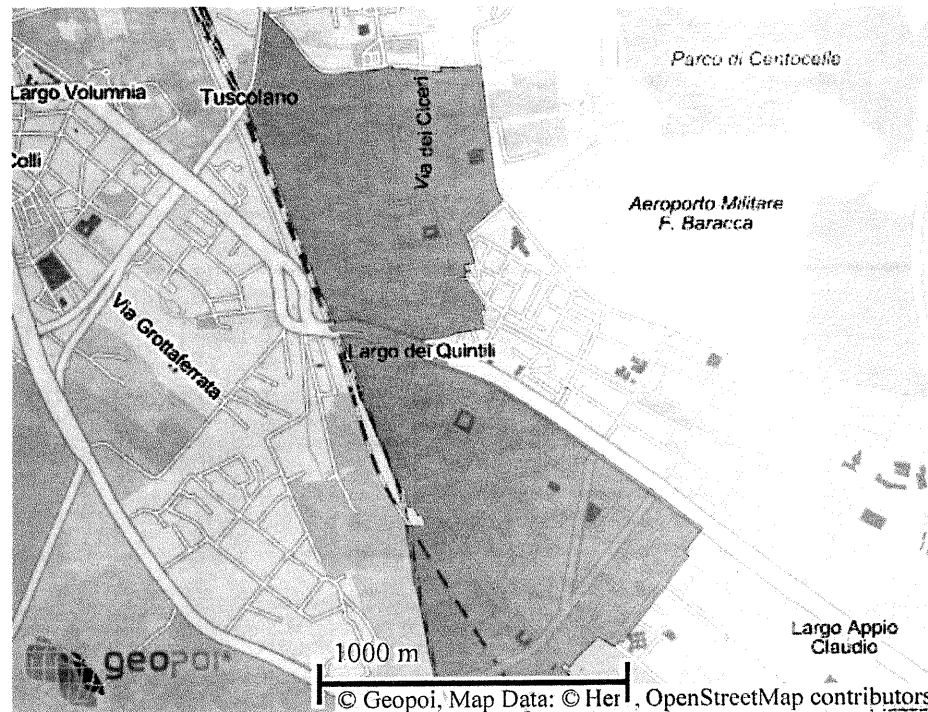 Parco di Centocelle
Largo Volumnia
Tuscolano
Via dei Ciceri
Colli
Aeroporto Militare
F. Baracca
Via Grottaferrata
Largo dei Quintili
Largo Appio
Claudio
geopoi
1000 m
© Geopoi, Map Data: © Her , OpenStreetMap contributors